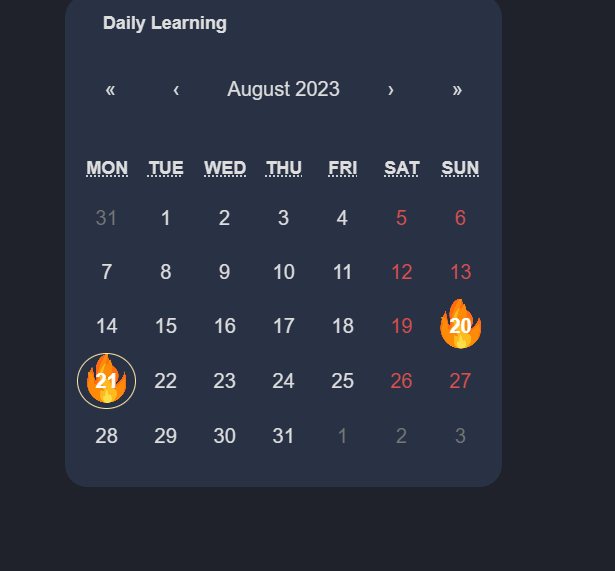 Daily Learning
« ‹ August 2023 › »
MON TUE WED THU FRI SAT SUN
31 1 2 3 4 5 6
7 8 9 10 11 12 13
14 15 16 17 18 19 20
21 22 23 24 25 26 27
28 29 30 31 1 2 3